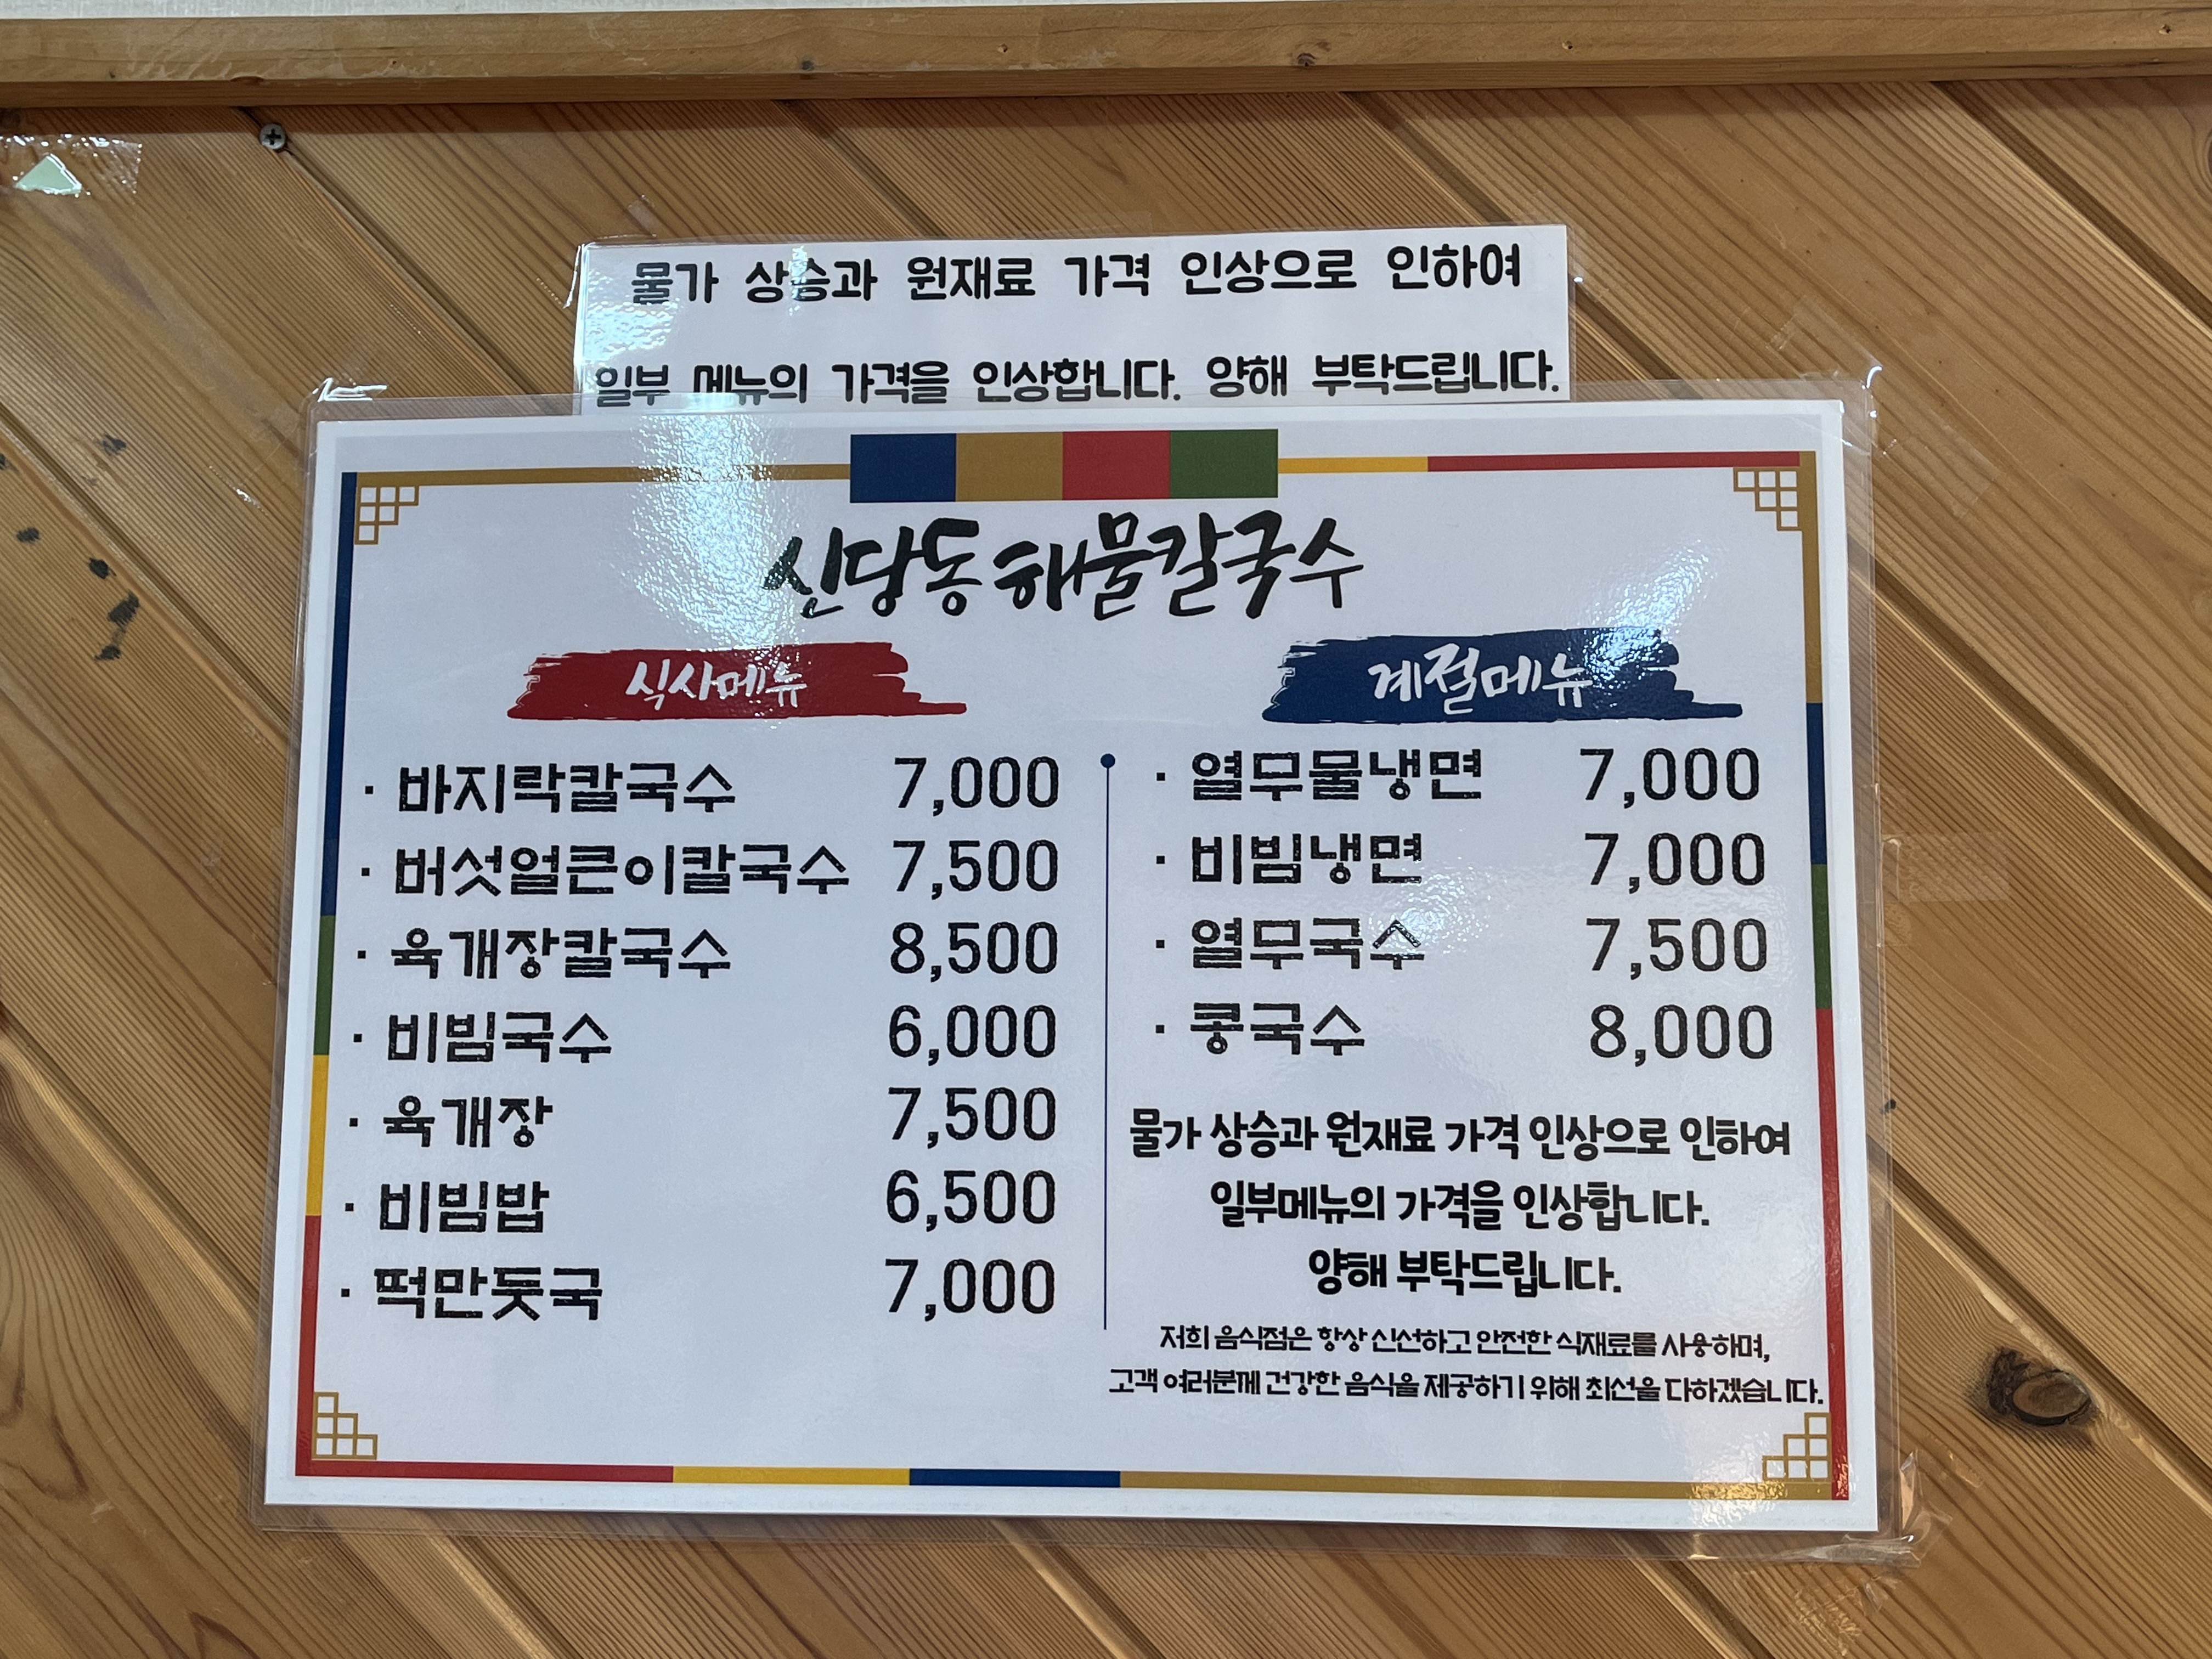 물가 상승과 원재료 가격 인상으로 인하여
일부 메뉴의 가격을 인상합니다. 양해 부탁드립니다.
신당동 해물칼국수
식사메뉴
· 바지락칼국수 7,000
· 버섯얼큰이칼국수 7,500
· 육개장칼국수 8,500
· 비빔국수 6,000
· 육개장 7,500
· 비빔밥 6,500
· 떡만둣국 7,000
계절메뉴
· 열무물냉면 7,000
· 비빔냉면 7,000
· 열무국수 7,500
· 콩국수 8,000
물가 상승과 원재료 가격 인상으로 인하여
일부메뉴의 가격을 인상합니다.
양해 부탁드립니다.
저희 음식점은 항상 신선하고 안전한 식재료를 사용하며,
고객 여러분께 건강한 음식을 제공하기 위해 최선을 다하겠습니다.